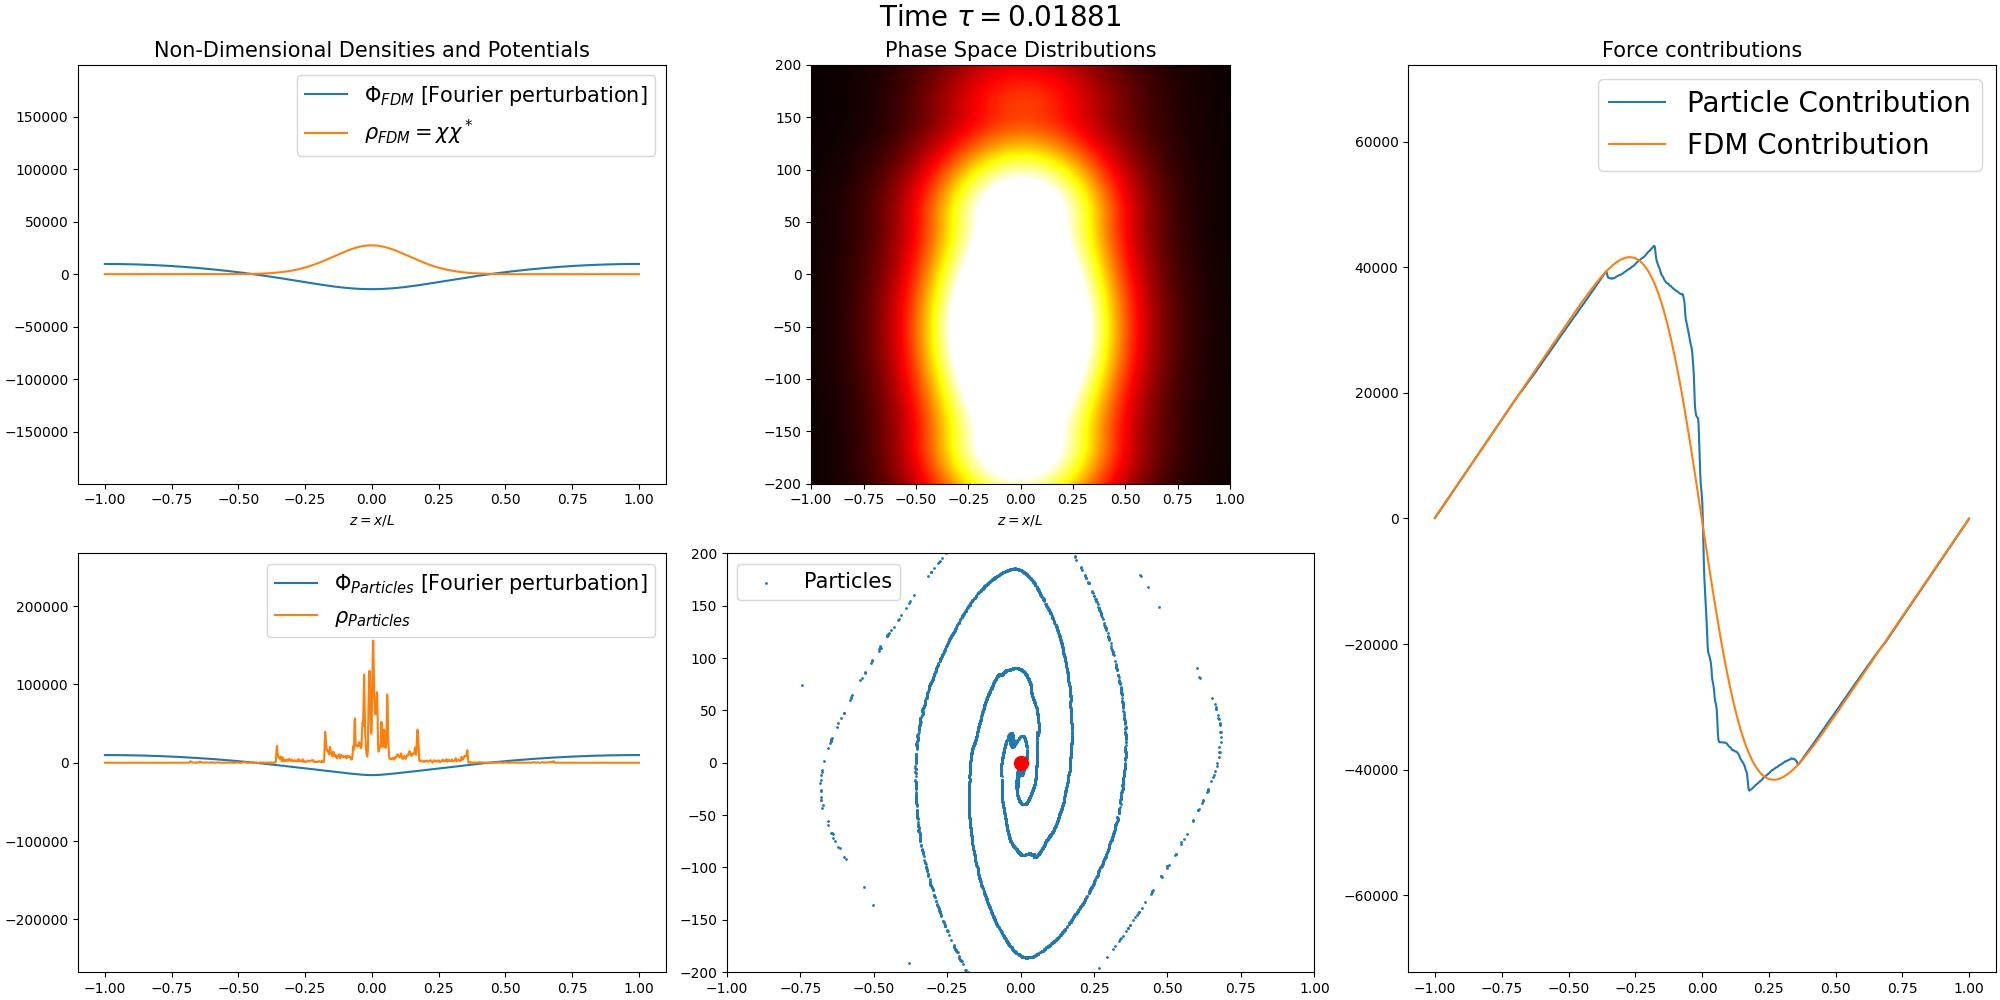 Time τ = 0.01881
Non-Dimensional Densities and Potentials
Φ_FDM [Fourier perturbation]
ρ_FDM = χχ*
150000
100000
50000
0
−50000
−100000
−150000
−1.00 −0.75 −0.50 −0.25 0.00 0.25 0.50 0.75 1.00
z = x/L
Phase Space Distributions
200
150
100
50
0
−50
−100
−150
−200
−1.00 −0.75 −0.50 −0.25 0.00 0.25 0.50 0.75 1.00
z = x/L
Force contributions
Particle Contribution
FDM Contribution
60000
40000
20000
0
−20000
−40000
−60000
−1.00 −0.75 −0.50 −0.25 0.00 0.25 0.50 0.75 1.00
Φ_Particles [Fourier perturbation]
ρ_Particles
200000
100000
0
−100000
−200000
−1.00 −0.75 −0.50 −0.25 0.00 0.25 0.50 0.75 1.00
Particles
200
150
100
50
0
−50
−100
−150
−200
−1.00 −0.75 −0.50 −0.25 0.00 0.25 0.50 0.75 1.00